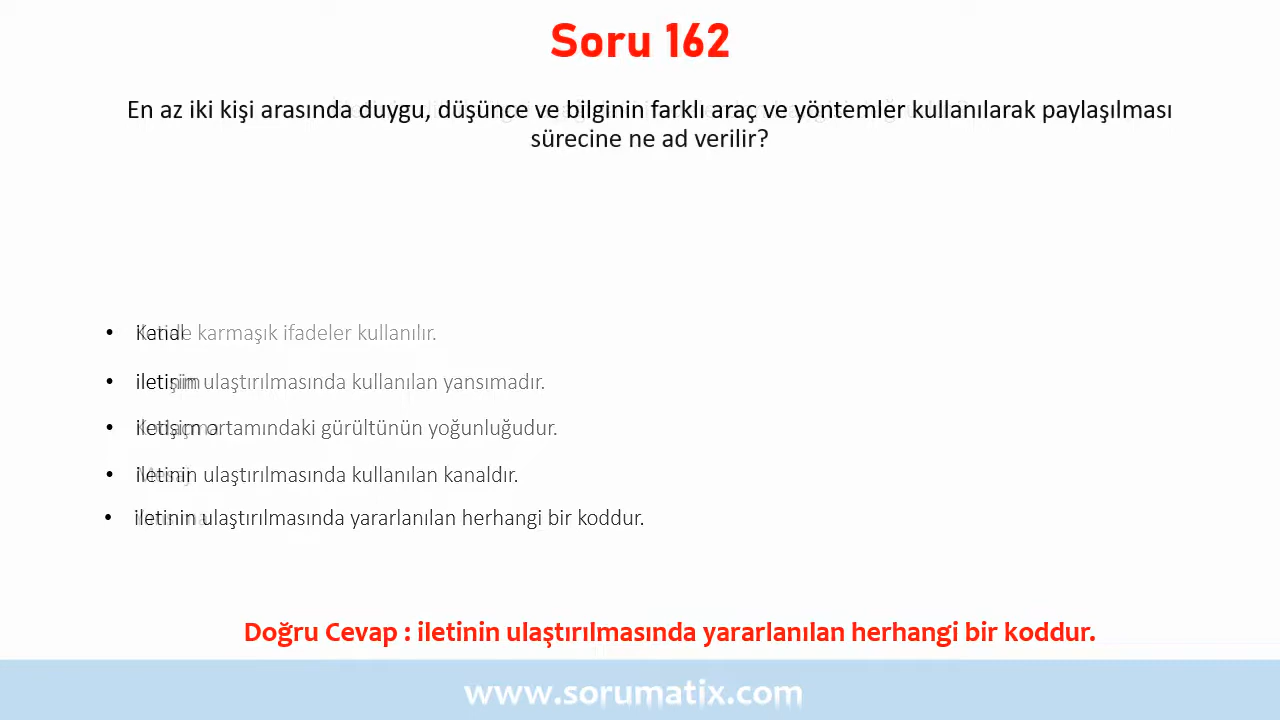 Soru 162
En az iki kişi arasında duygu, düşünce ve bilginin farklı araç ve yöntemler kullanılarak paylaşılması
sürecine ne ad verilir?
• karmaşık ifadeler kullanılır.
• ulaştırılmasında kullanılan yansımadır.
• ortamındaki gürültünün yoğunluğudur.
• iletinin ulaştırılmasında kullanılan kanaldır.
• iletinin ulaştırılmasında yararlanılan herhangi bir koddur.
Doğru Cevap : iletinin ulaştırılmasında yararlanılan herhangi bir koddur.
www.sorumatix.com